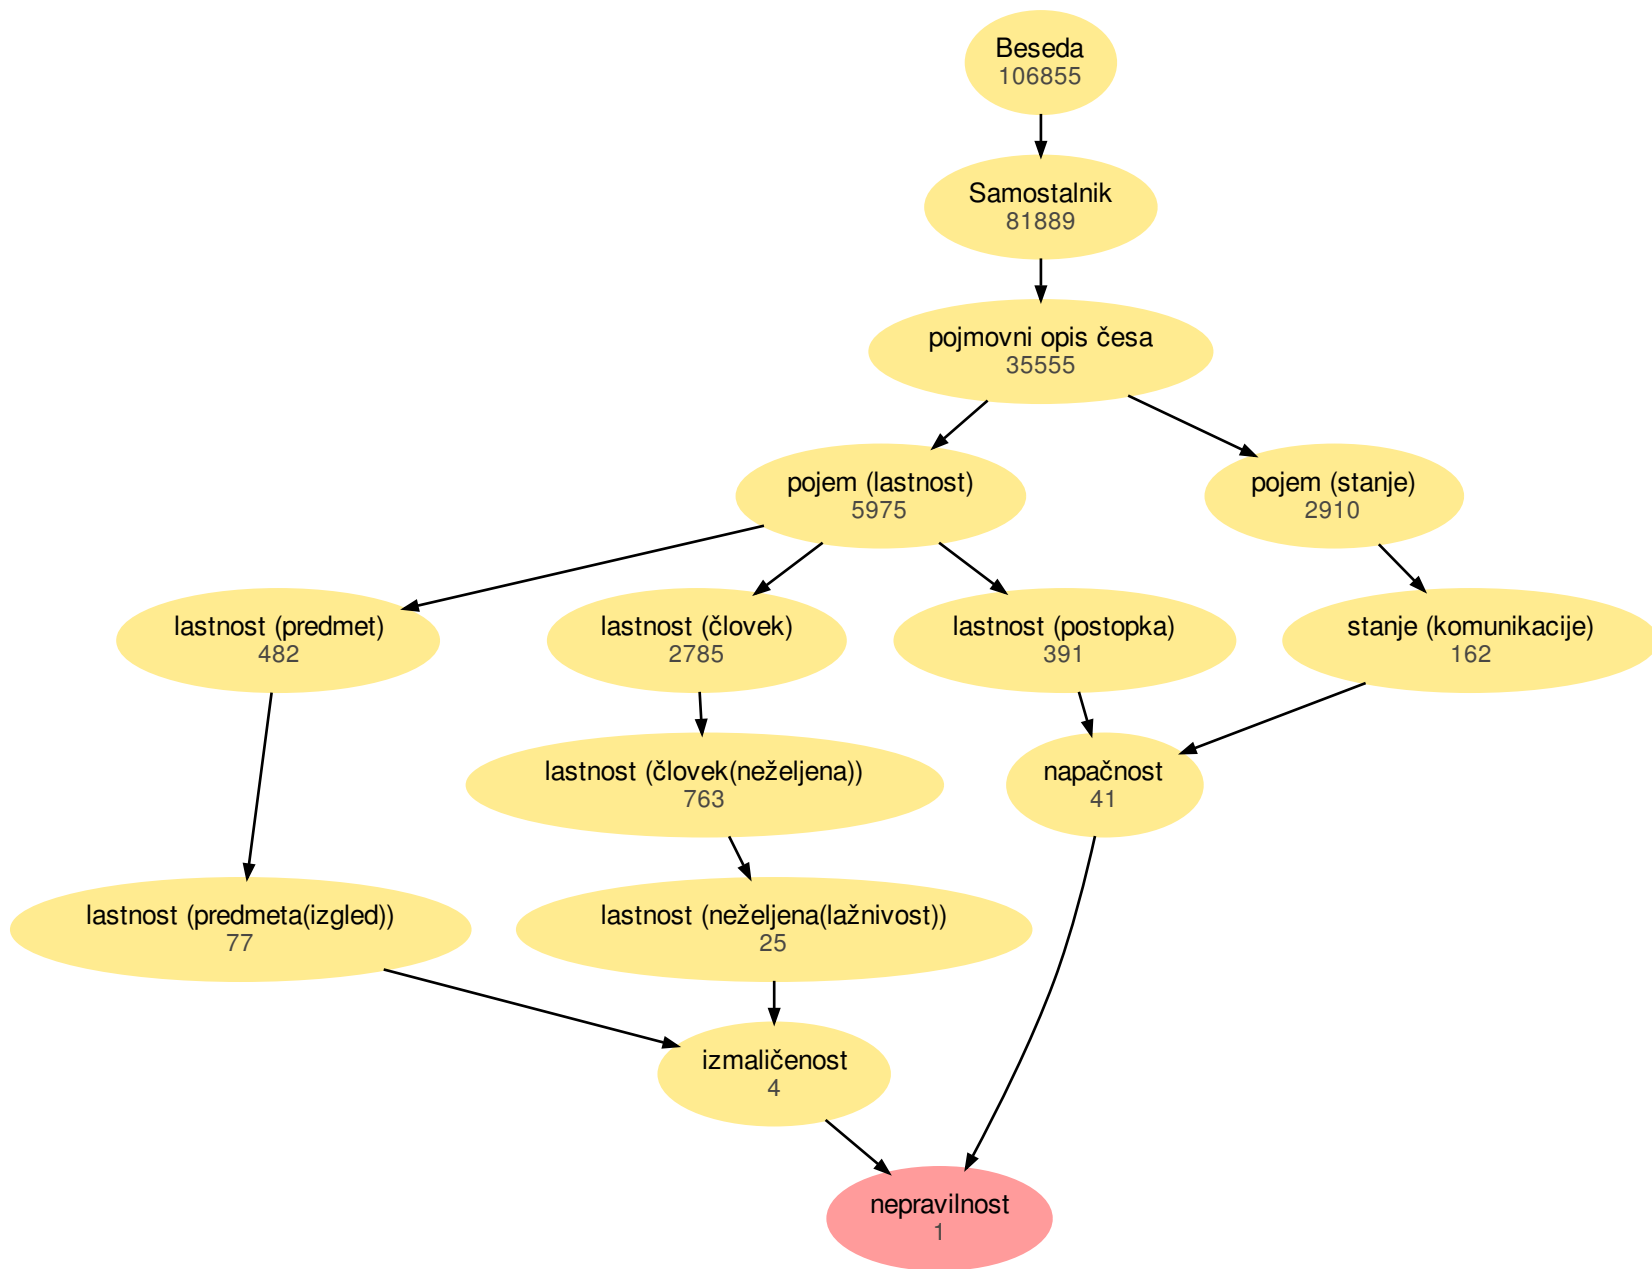 Beseda
106855
Samostalnik
81889
pojmovni opis česa
35555
pojem (lastnost)
5975
pojem (stanje)
2910
lastnost (predmet)
482
lastnost (človek)
2785
lastnost (postopka)
391
stanje (komunikacije)
162
lastnost (človek(neželjena))
763
napačnost
41
lastnost (predmeta(izgled))
77
lastnost (neželjena(lažnivost))
25
izmaličenost
4
nepravilnost
1